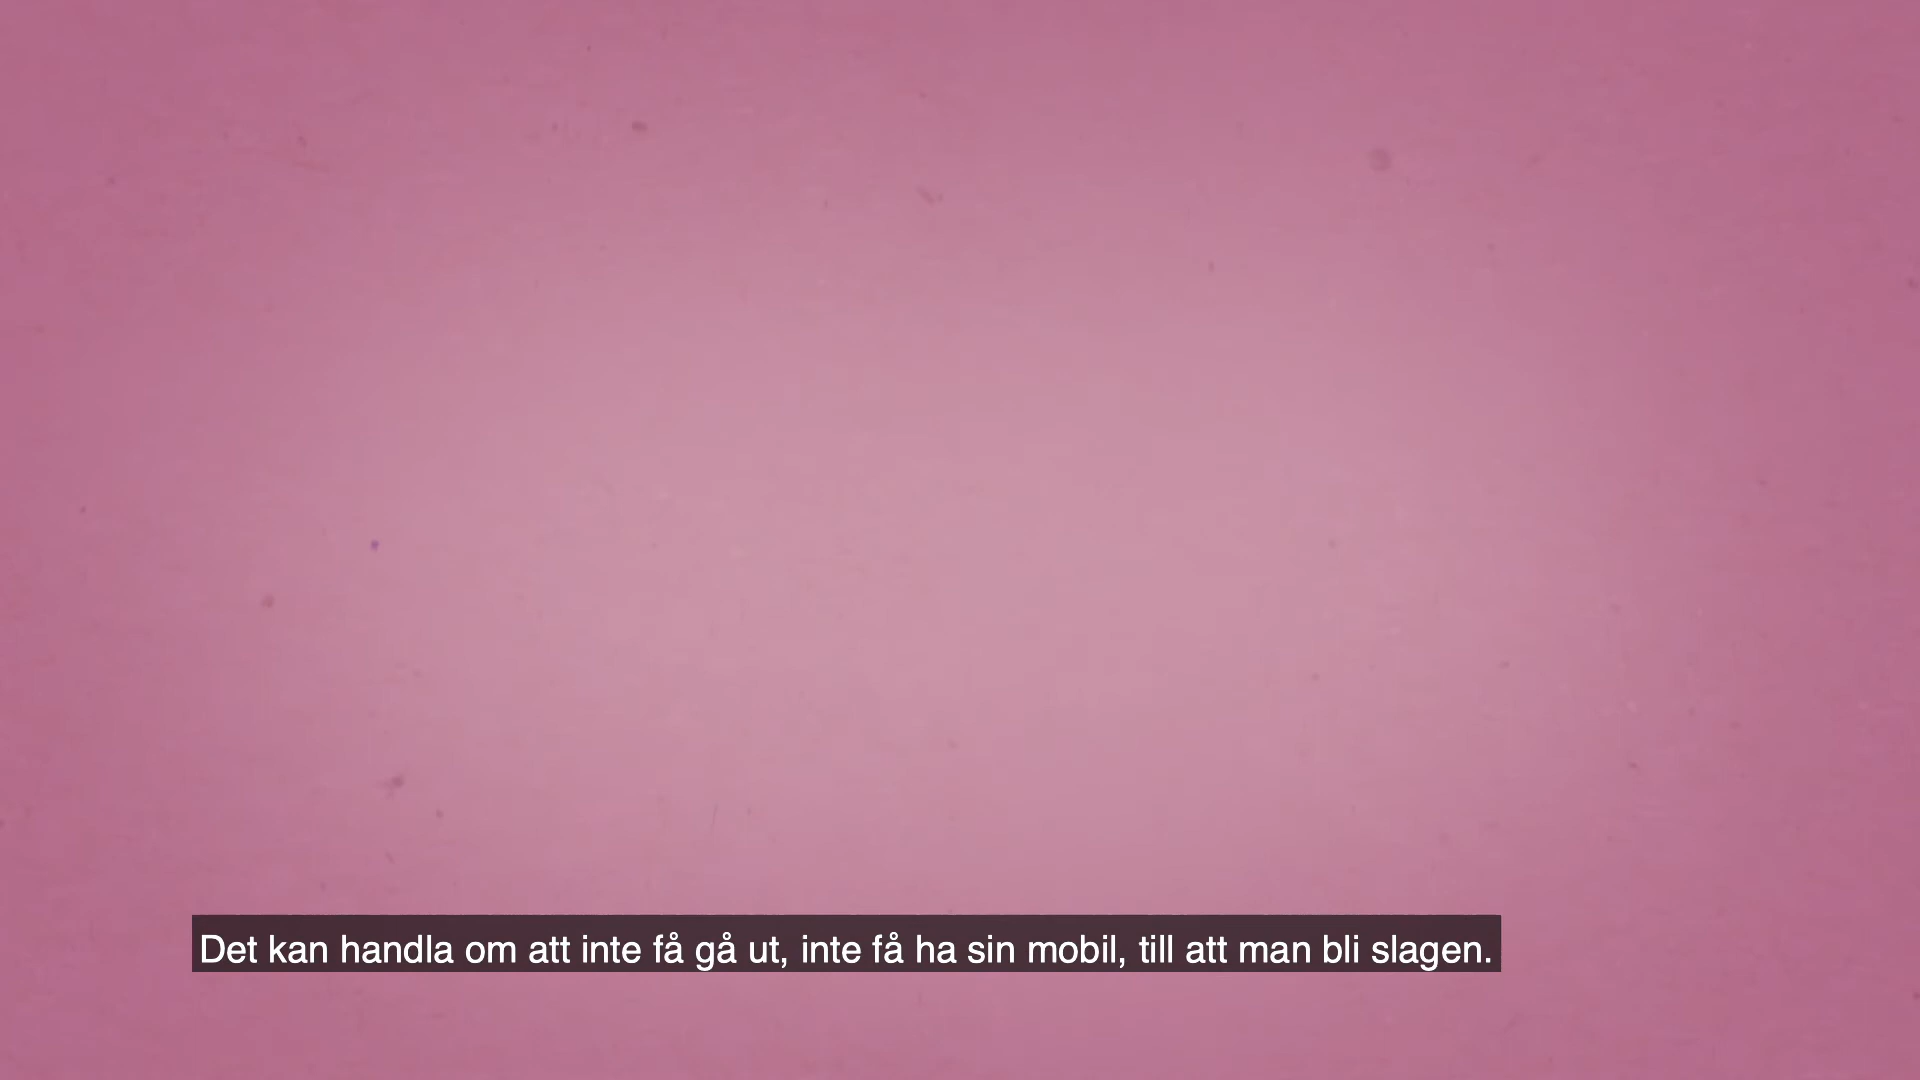 Det kan handla om att inte få gå ut, inte få ha sin mobil, till att man bli slagen.